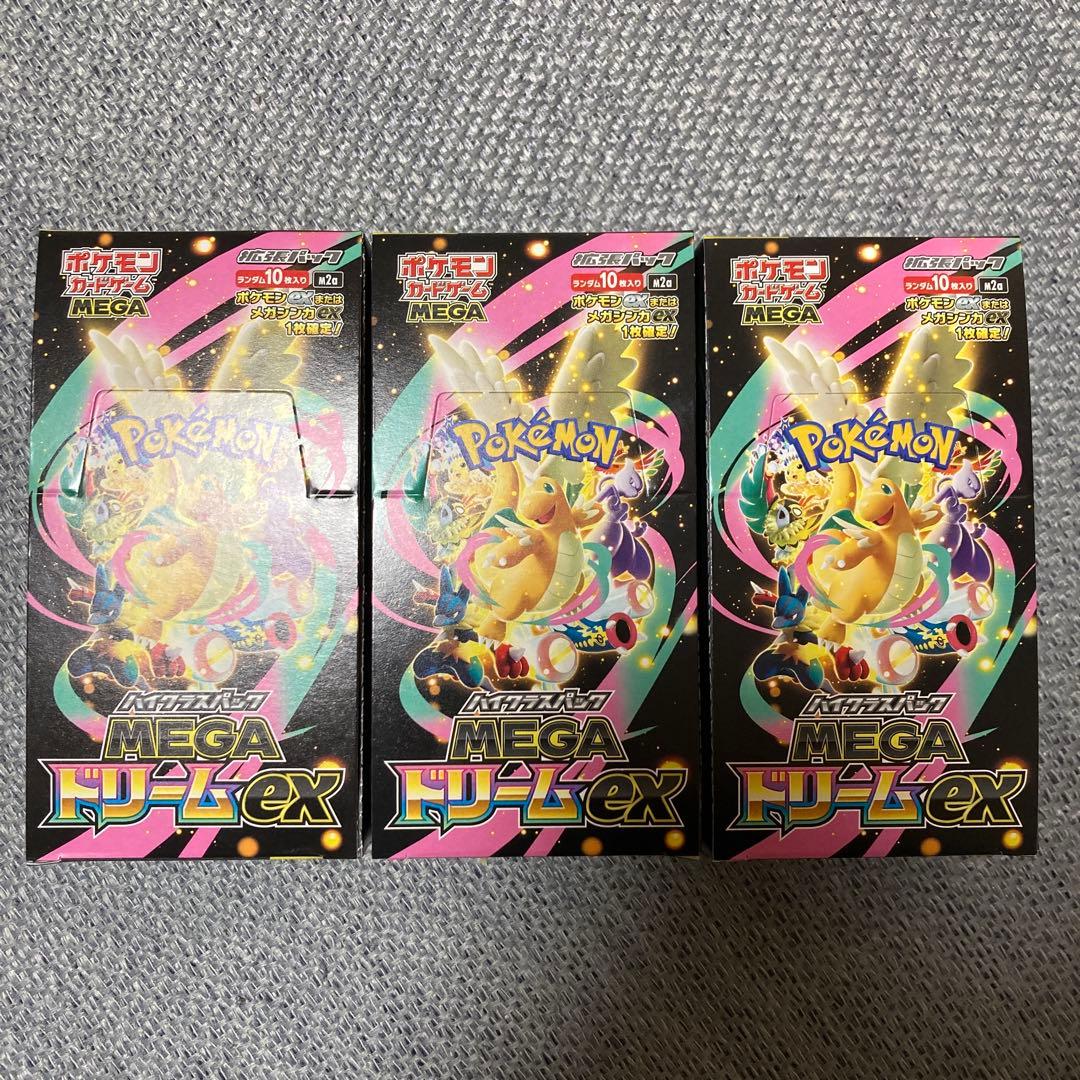 ポケモン
カードゲーム
MEGA
拡張パック
ランダム10枚入り M2a
ポケモンexまたは
メガシンカex
1枚確定!
POKéMON
ハイクラスパック
MEGA
ドリームex
ポケモン
カードゲーム
MEGA
拡張パック
ランダム10枚入り M2a
ポケモンexまたは
メガシンカex
1枚確定!
POKéMON
ハイクラスパック
MEGA
ドリームex
ポケモン
カードゲーム
MEGA
拡張パック
ランダム10枚入り M2a
ポケモンexまたは
メガシンカex
1枚確定!
POKéMON
ハイクラスパック
MEGA
ドリームex